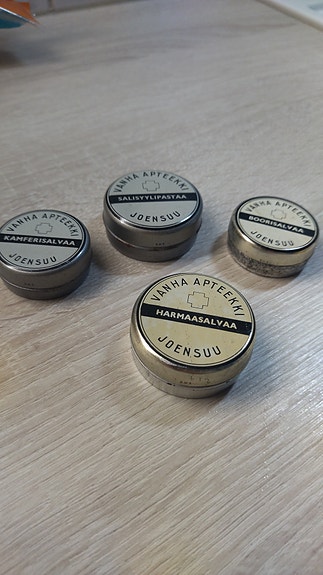 VANHA APTEEKKI
SALISYYLIPASTAA
JOENSUU
VANHA APTEEKKI
BOORISALVAA
JOENSUU
VANHA APTEEKKI
KAMFERISALVAA
JOENSUU
VANHA APTEEKKI
HARMAASALVAA
JOENSUU